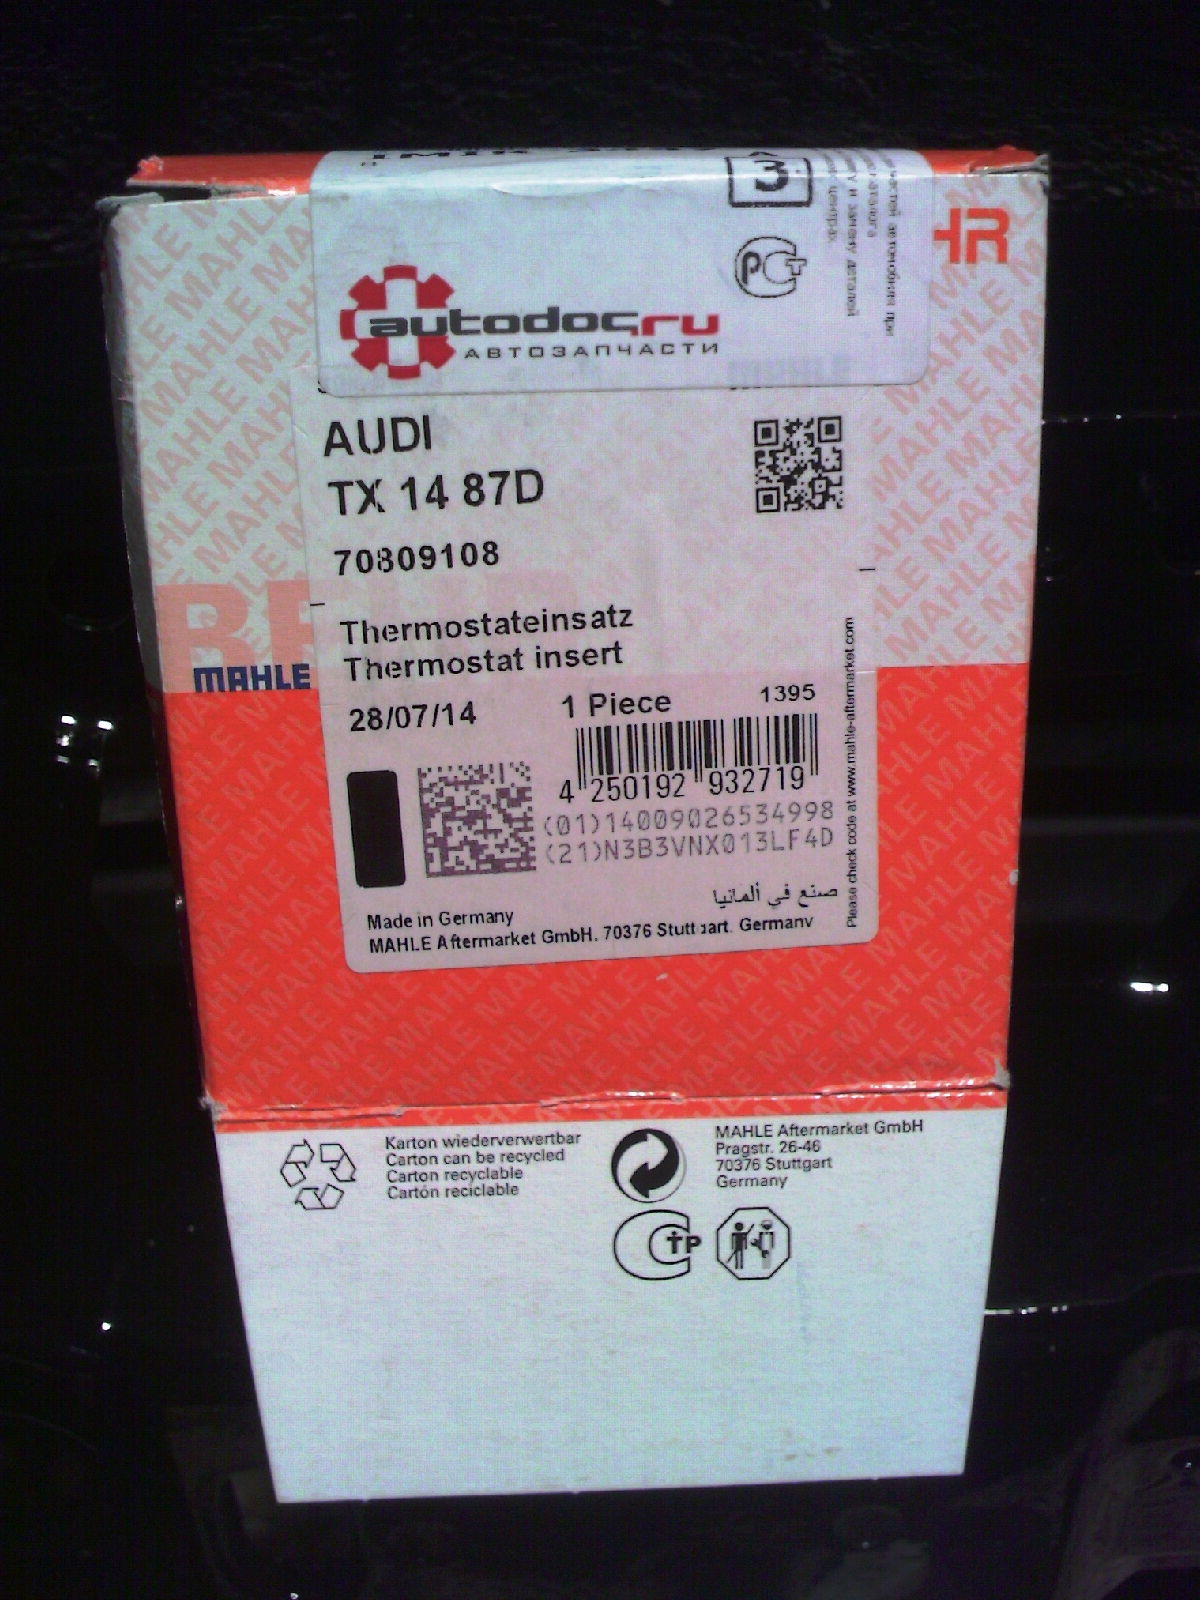 3
РСТ
autodoc.ru
АВТОЗАПЧАСТИ
AUDI
TX 14 87D
70809108
Thermostateinsatz
Thermostat insert
MAHLE
28/07/14
1 Piece
1395
4 250192 932719
(01)14009026534998
(21)N3B3VNX013LF4D
صنع في ألمانيا
Made in Germany
MAHLE Aftermarket GmbH. 70376 Stuttgart. Germany
Please check code at www.mahle-aftermarket.com
Karton wiederverwertbar
Carton can be recycled
Carton recyclable
Cartón reciclable
MAHLE Aftermarket GmbH
Pragstr. 26-46
70376 Stuttgart
Germany
СТР